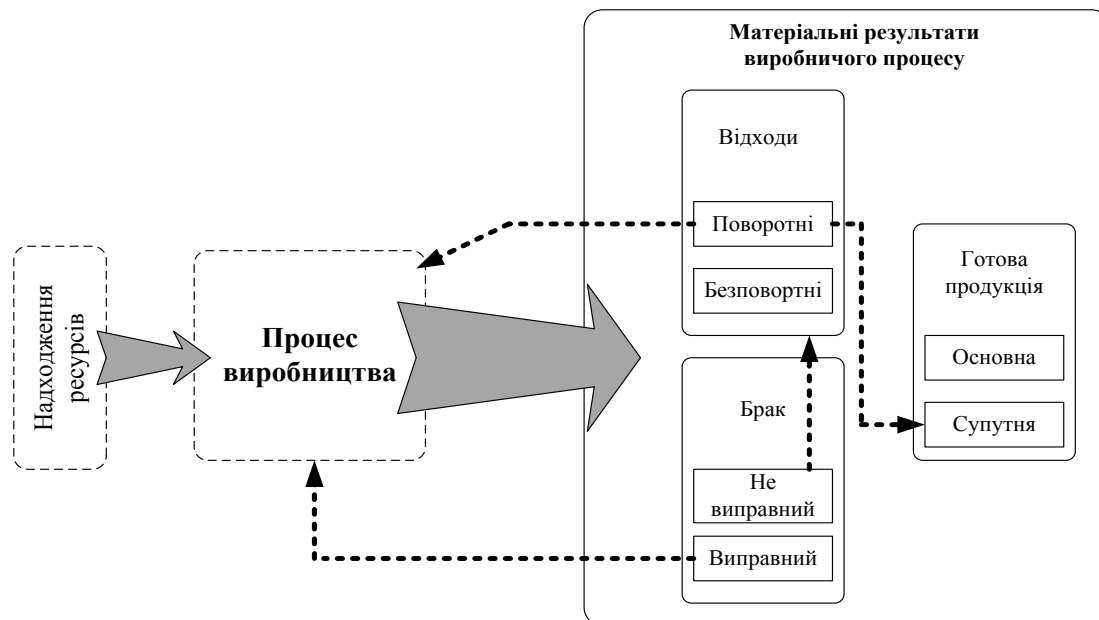 Матеріальні результати
виробничого процесу
Відходи
Поворотні
Безповортні
Готова
продукція
Основна
Супутня
Надходження
ресурсів
Процес
виробництва
Брак
Не
виправний
Виправний